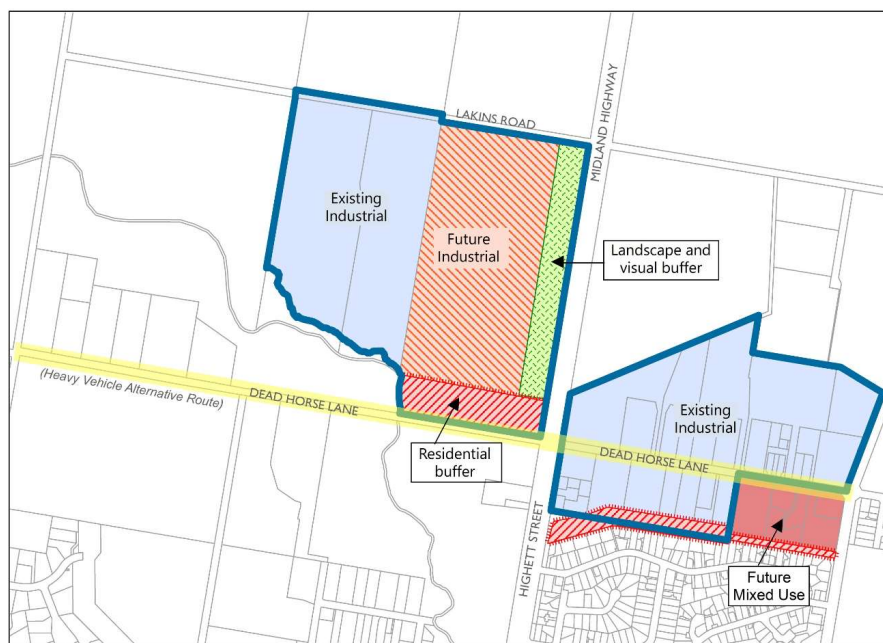 LAKINS ROAD
MIDLAND HIGHWAY
Existing
Industrial
Future
Industrial
Landscape and
visual buffer
(Heavy Vehicle Alternative Route)
DEAD HORSE LANE
Residential
buffer
Existing
Industrial
DEAD HORSE LANE
HIGHETT STREET
Future
Mixed Use